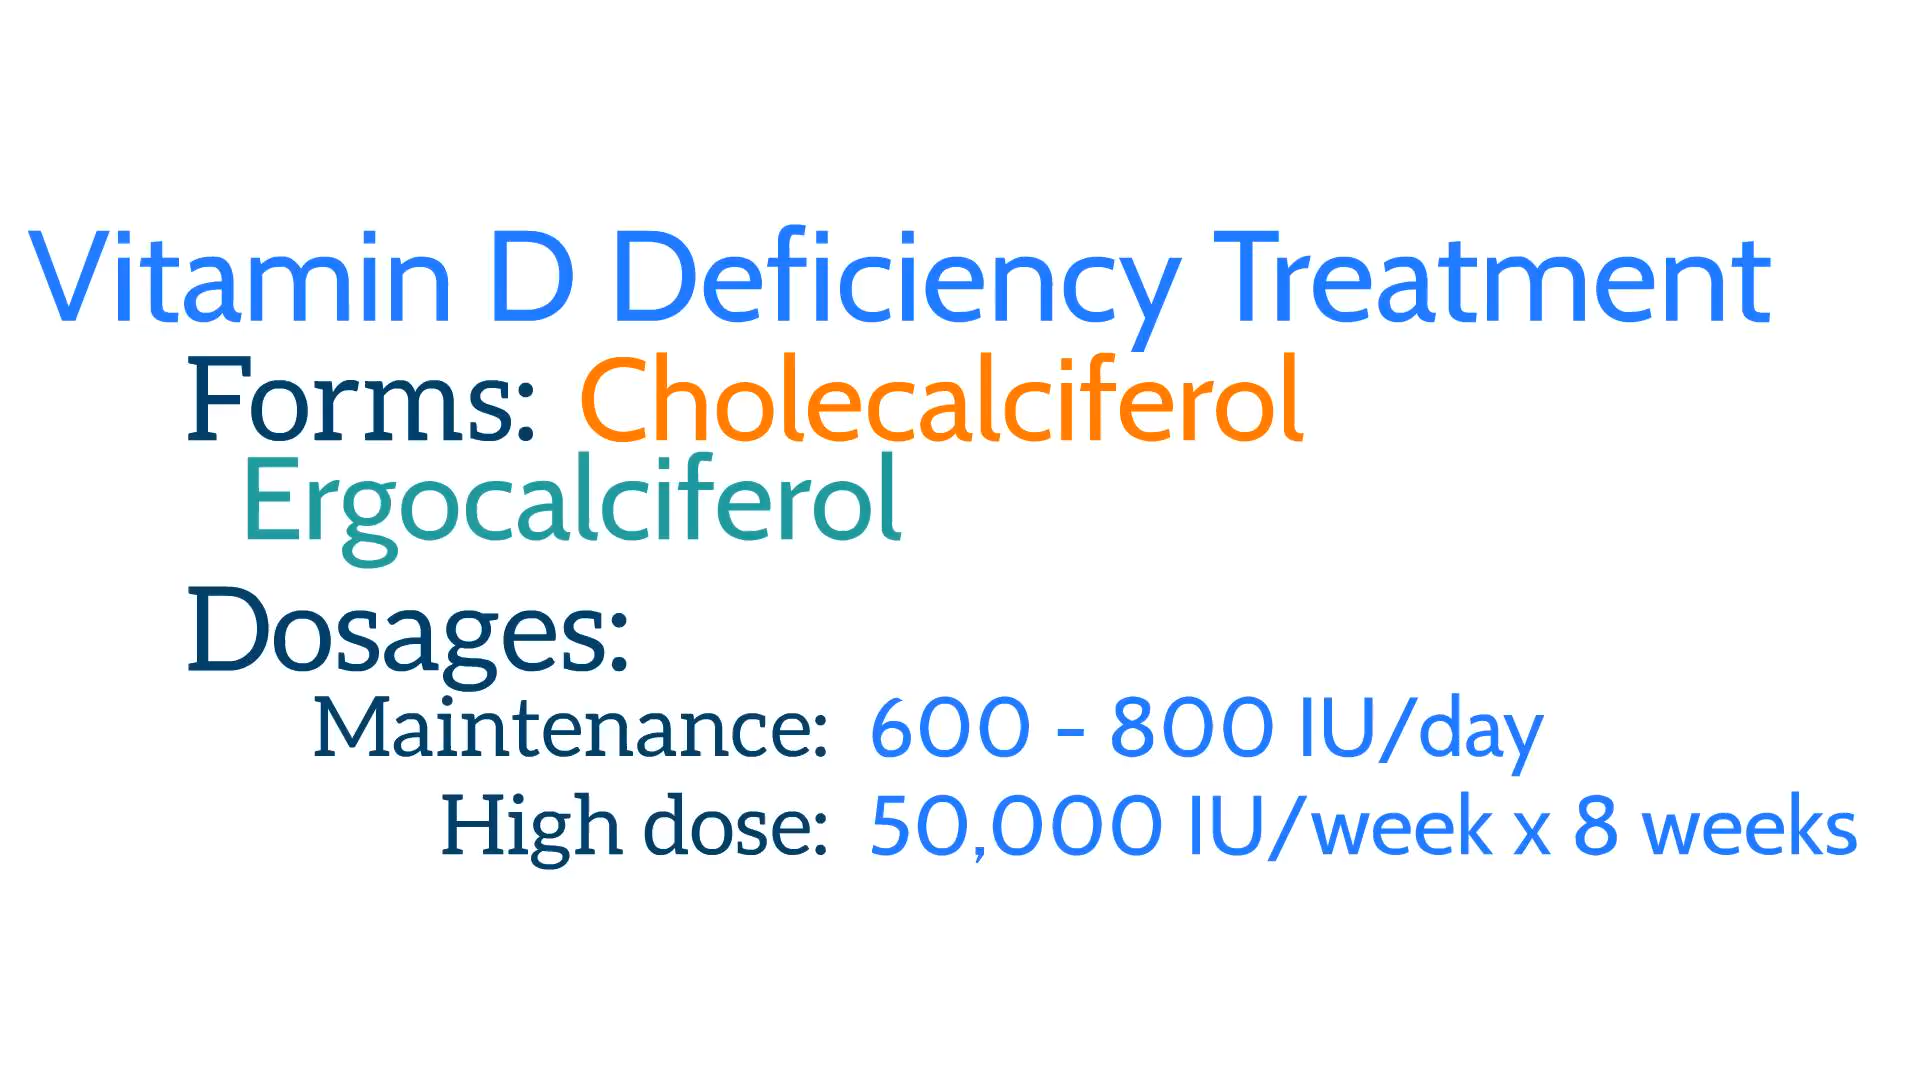 Vitamin D Deficiency Treatment
Forms: Cholecalciferol
Ergocalciferol
Dosages:
Maintenance: 600 - 800 IU/day
High dose: 50,000 IU/week x 8 weeks